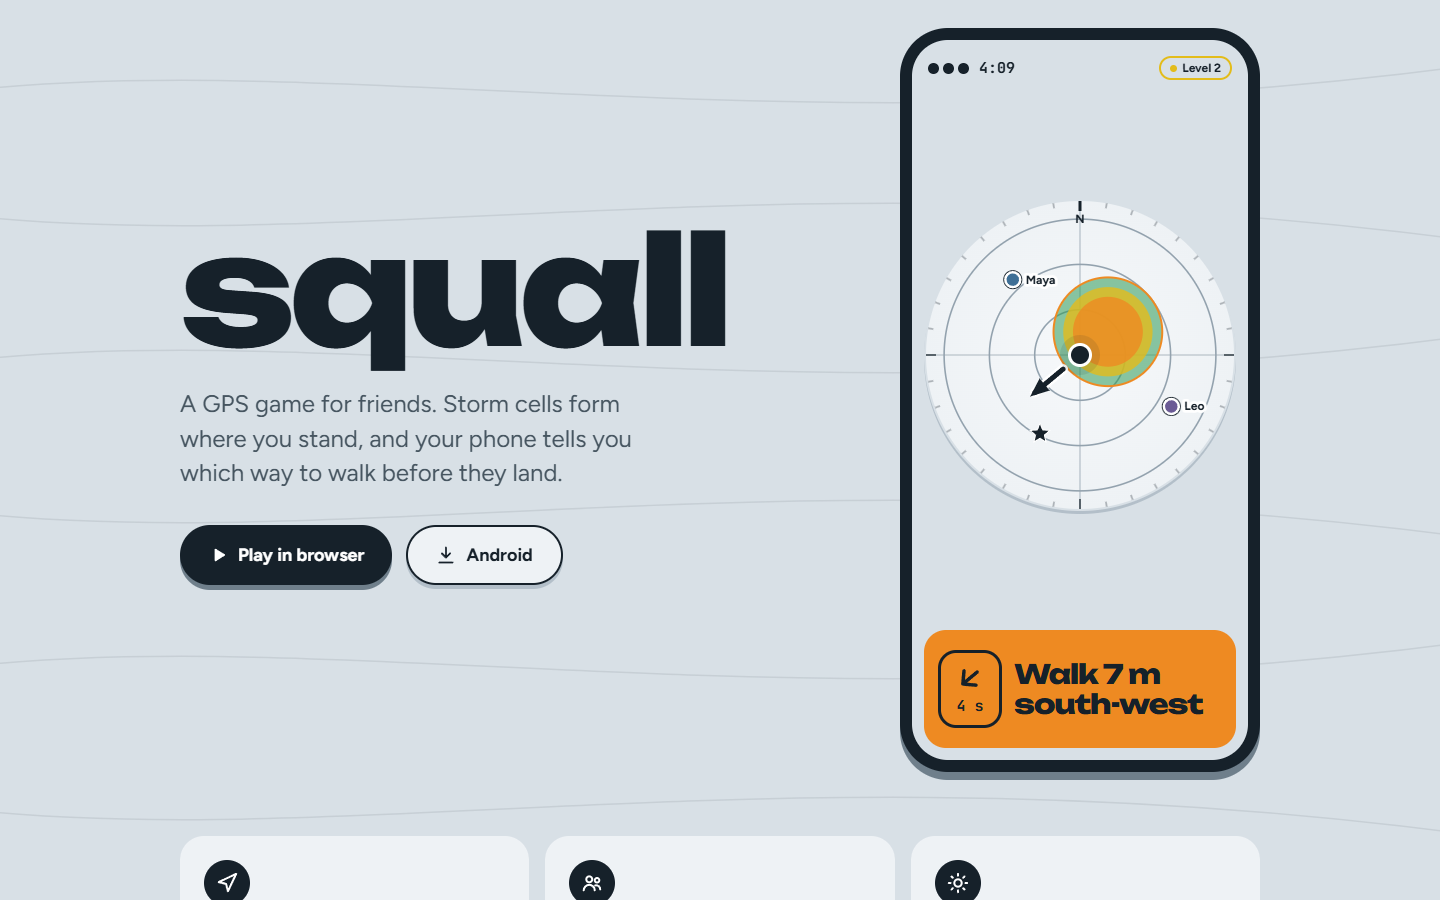 squall
A GPS game for friends. Storm cells form
where you stand, and your phone tells you
which way to walk before they land.
Play in browser
Android
4:09
Level 2
N
Maya
Leo
4 s
Walk 7 m
south-west